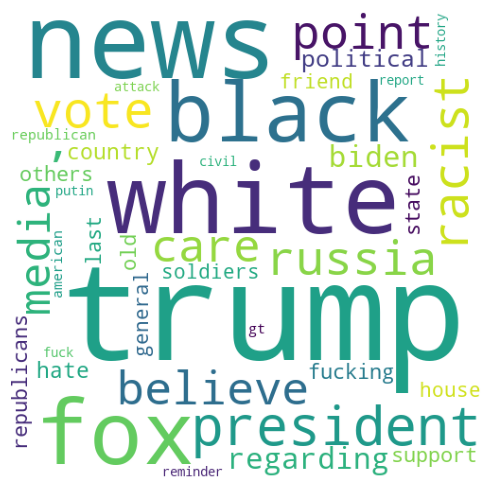 news
point
political
history
attack
friend
report
vote
black
racist
republican
,
country
civil
biden
others
putin
white
state
media
american
last
old
care
russia
soldiers
general
gt
trump
republicans
fuck
hate
believe
fucking
house
fox
president
regarding
support
reminder